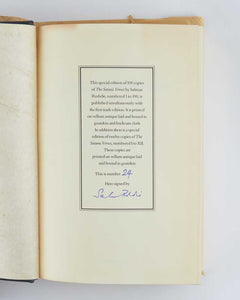 This special edition of 100 copies
of The Satanic Verses by Salman
Rushdie, numbered 1 to 100, is
published simultaneously with
the first trade edition. It is printed
on vellum antique laid and bound in
goatskin and buckram cloth.
In addition there is a special
edition of twelve copies of The
Satanic Verses, numbered I to XII.
These copies are
printed on vellum antique laid
and bound in goatskin.
This is number 24
Here signed by